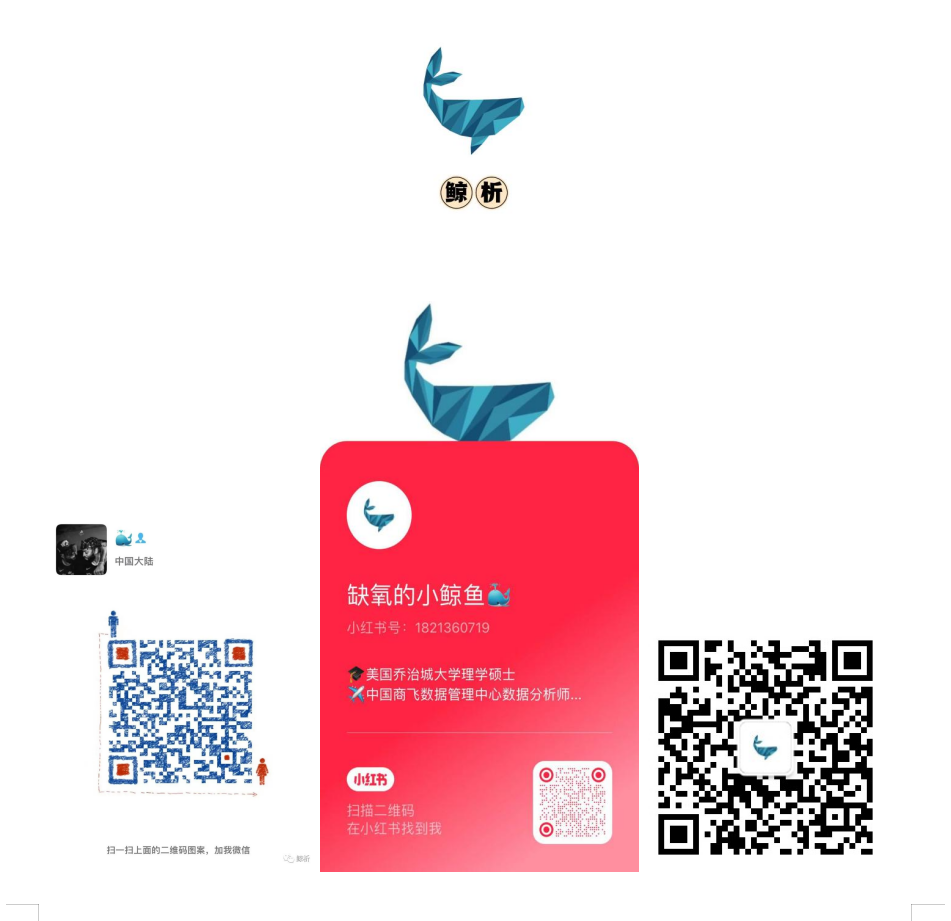 鲸析
中国大陆
扫一扫上面的二维码图案，加我微信
鲸析
缺氧的小鲸鱼🐳
小红书号：1821360719
🎓美国乔治城大学理学硕士
✈️中国商飞数据管理中心数据分析师...
小红书
扫描二维码
在小红书找到我